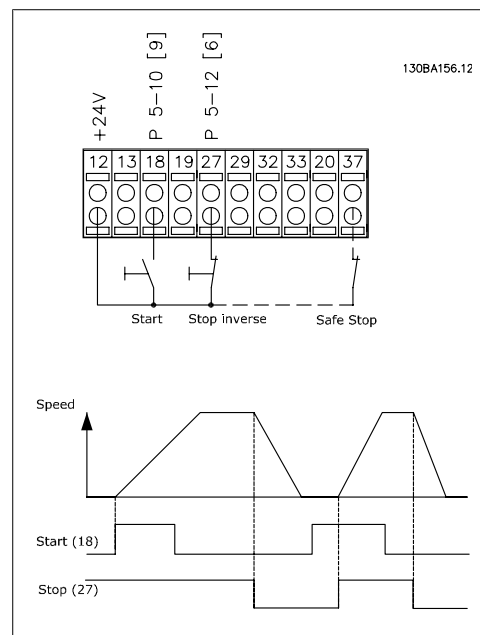 130BA156.12
+24V
P 5-10 [9]
P 5-12 [6]
12 13 18 19 27 29 32 33 20 37
Start
Stop inverse
Safe Stop
Speed
Start (18)
Stop (27)